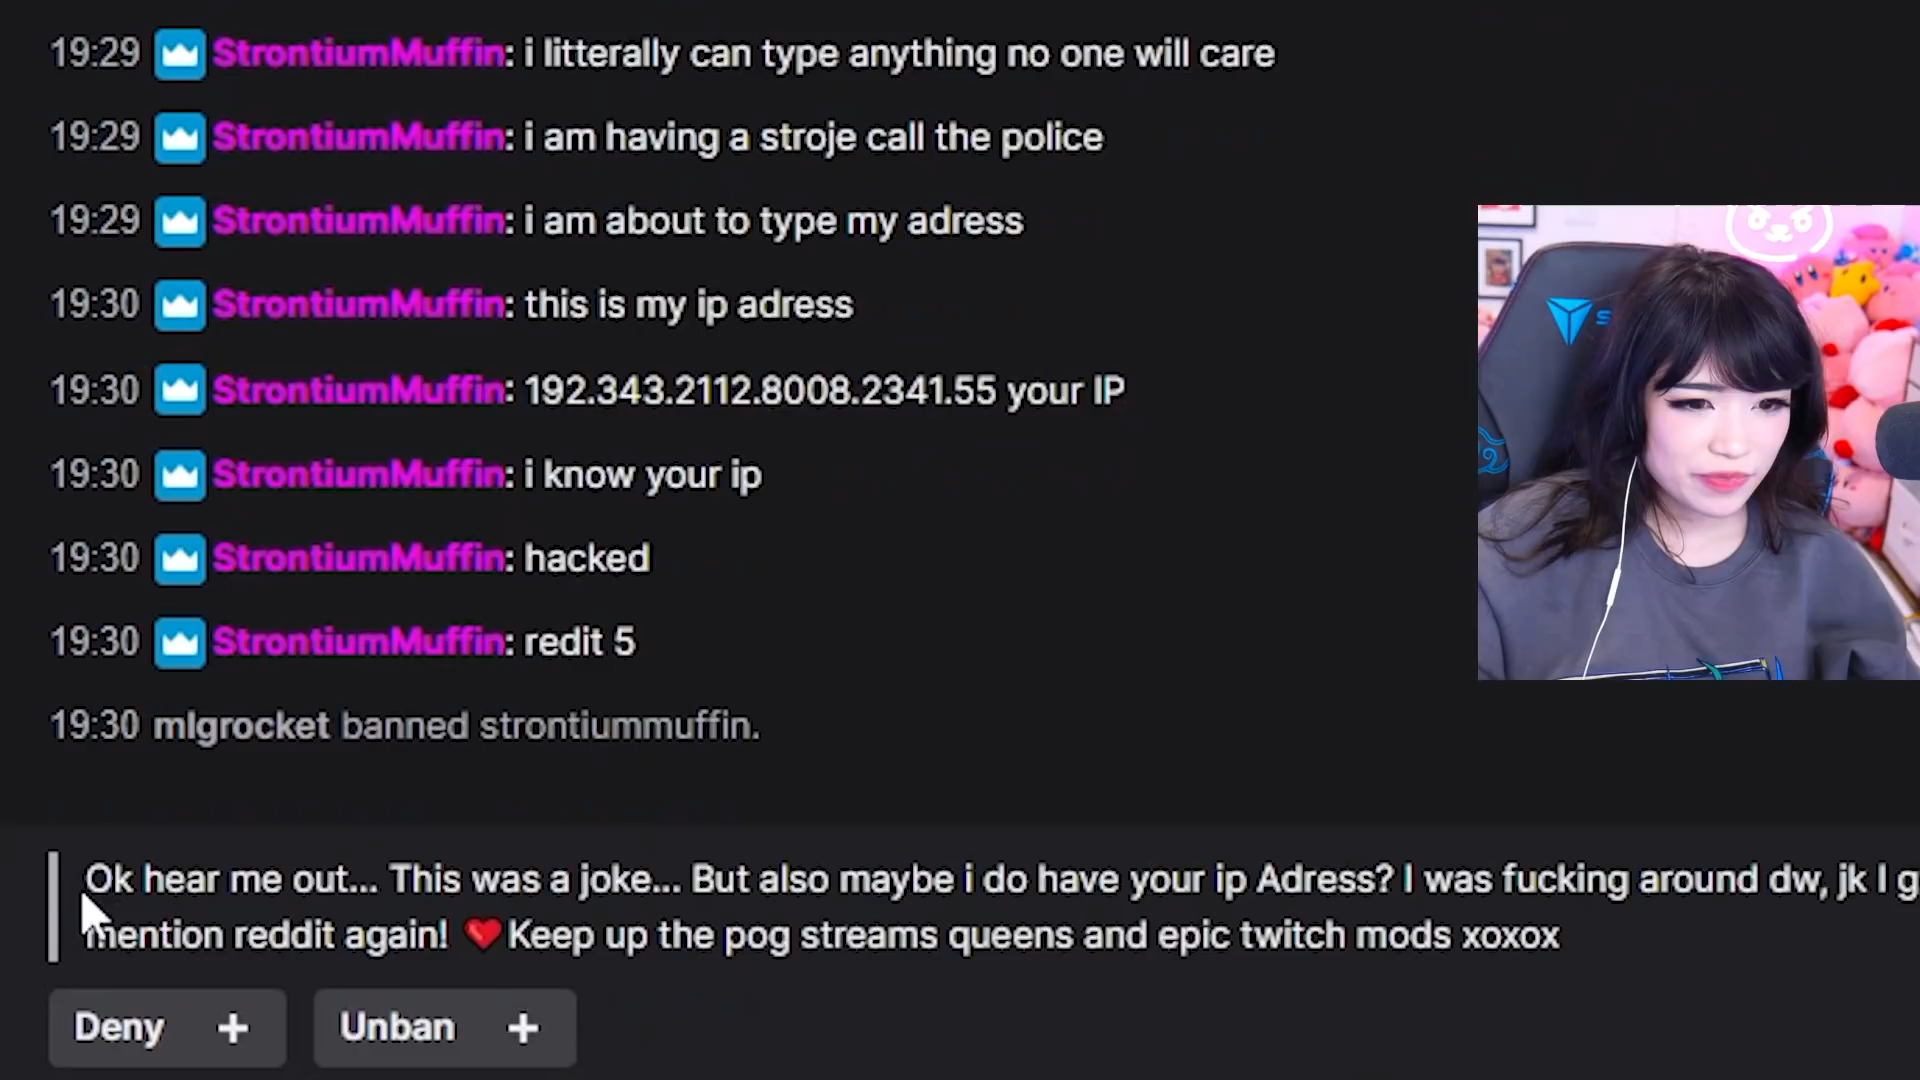 19:29 StrontiumMuffin: i litterally can type anything no one will care
19:29 StrontiumMuffin: i am having a stroje call the police
19:29 StrontiumMuffin: i am about to type my adress
19:30 StrontiumMuffin: this is my ip adress
19:30 StrontiumMuffin: 192.343.2112.8008.2341.55 your IP
19:30 StrontiumMuffin: i know your ip
19:30 StrontiumMuffin: hacked
19:30 StrontiumMuffin: redit 5
19:30 mlgrocket banned strontiummuffin.
Ok hear me out... This was a joke... But also maybe i do have your ip Adress? I was fucking around dw, jk I
mention reddit again! ❤️Keep up the pog streams queens and epic twitch mods xoxox
Deny +
Unban +